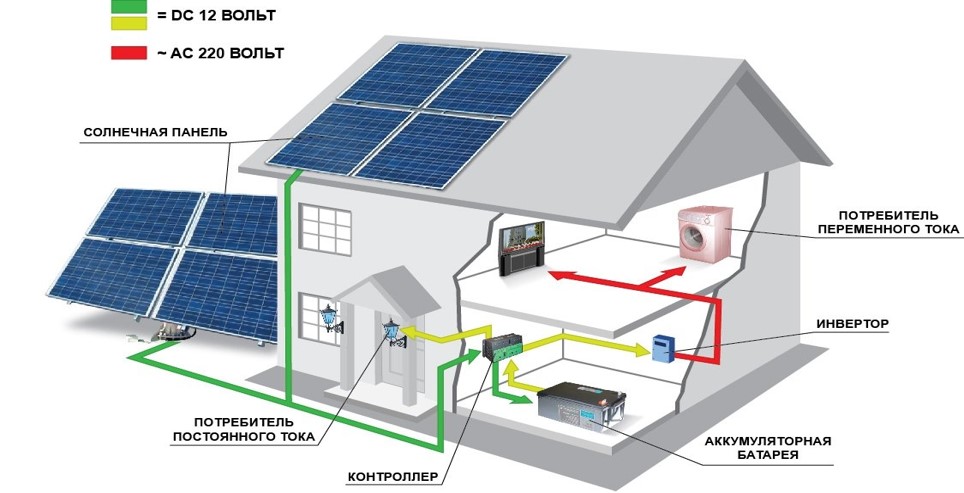 = DC 12 ВОЛЬТ
~ AC 220 ВОЛЬТ
СОЛНЕЧНАЯ ПАНЕЛЬ
ПОТРЕБИТЕЛЬ
ПЕРЕМЕННОГО ТОКА
ИНВЕРТОР
ПОТРЕБИТЕЛЬ
ПОСТОЯННОГО ТОКА
АККУМУЛЯТОРНАЯ
БАТАРЕЯ
КОНТРОЛЛЕР